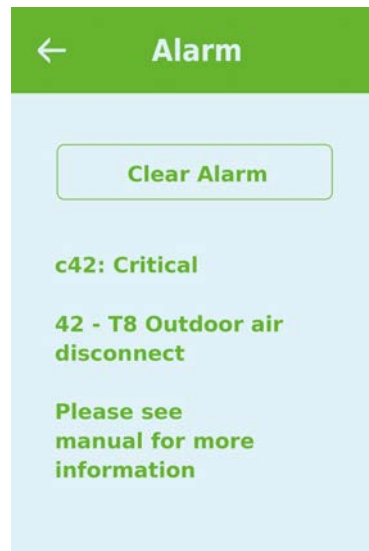 Alarm
Clear Alarm
c42: Critical
42 - T8 Outdoor air
disconnect
Please see
manual for more
information